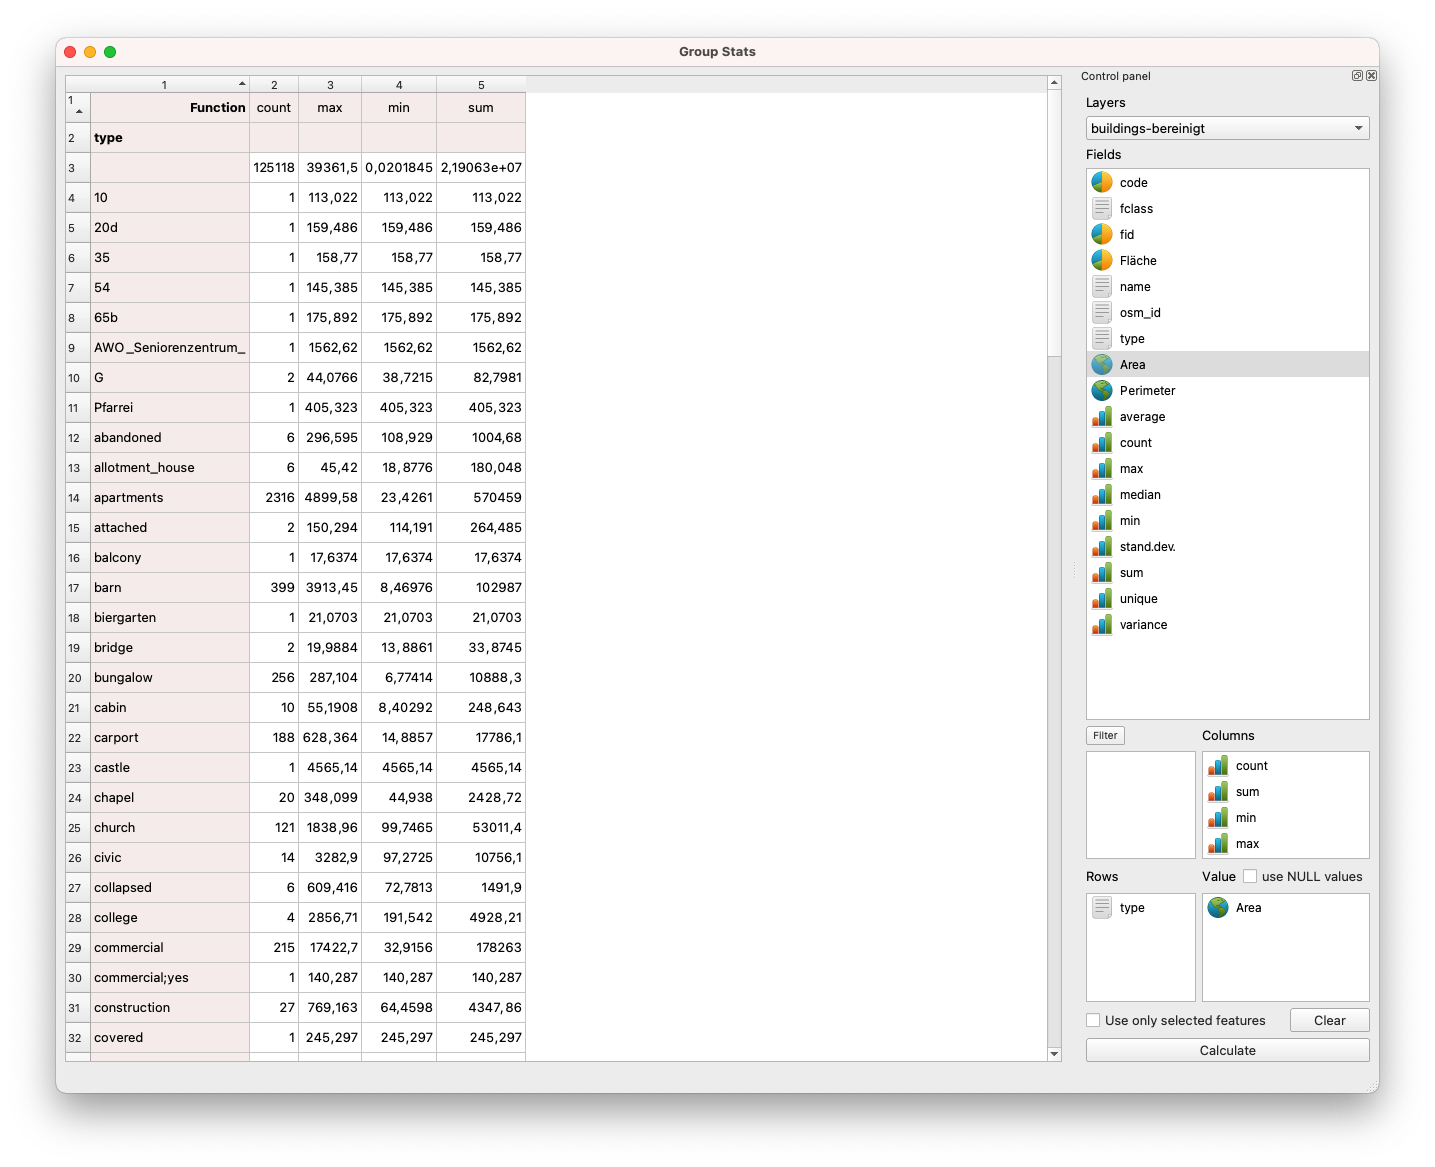 Group Stats
1 2 3 4 5
1 Function count max min sum
2 type
3 125118 39361,5 0,0201845 2,19063e+07
4 10 1 113,022 113,022 113,022
5 20d 1 159,486 159,486 159,486
6 35 1 158,77 158,77 158,77
7 54 1 145,385 145,385 145,385
8 65b 1 175,892 175,892 175,892
9 AWO_Seniorenzentrum_ 1 1562,62 1562,62 1562,62
10 G 2 44,0766 38,7215 82,7981
11 Pfarrei 1 405,323 405,323 405,323
12 abandoned 6 296,595 108,929 1004,68
13 allotment_house 6 45,42 18,8776 180,048
14 apartments 2316 4899,58 23,4261 570459
15 attached 2 150,294 114,191 264,485
16 balcony 1 17,6374 17,6374 17,6374
17 barn 399 3913,45 8,46976 102987
18 biergarten 1 21,0703 21,0703 21,0703
19 bridge 2 19,9884 13,8861 33,8745
20 bungalow 256 287,104 6,77414 10888,3
21 cabin 10 55,1908 8,40292 248,643
22 carport 188 628,364 14,8857 17786,1
23 castle 1 4565,14 4565,14 4565,14
24 chapel 20 348,099 44,938 2428,72
25 church 121 1838,96 99,7465 53011,4
26 civic 14 3282,9 97,2725 10756,1
27 collapsed 6 609,416 72,7813 1491,9
28 college 4 2856,71 191,542 4928,21
29 commercial 215 17422,7 32,9156 178263
30 commercial;yes 1 140,287 140,287 140,287
31 construction 27 769,163 64,4598 4347,86
32 covered 1 245,297 245,297 245,297
Control panel
Layers
buildings-bereinigt
Fields
code
fclass
fid
Fläche
name
osm_id
type
Area
Perimeter
average
count
max
median
min
stand.dev.
sum
unique
variance
Filter
Columns
count
sum
min
max
Rows
type
Value use NULL values
Area
Use only selected features Clear
Calculate